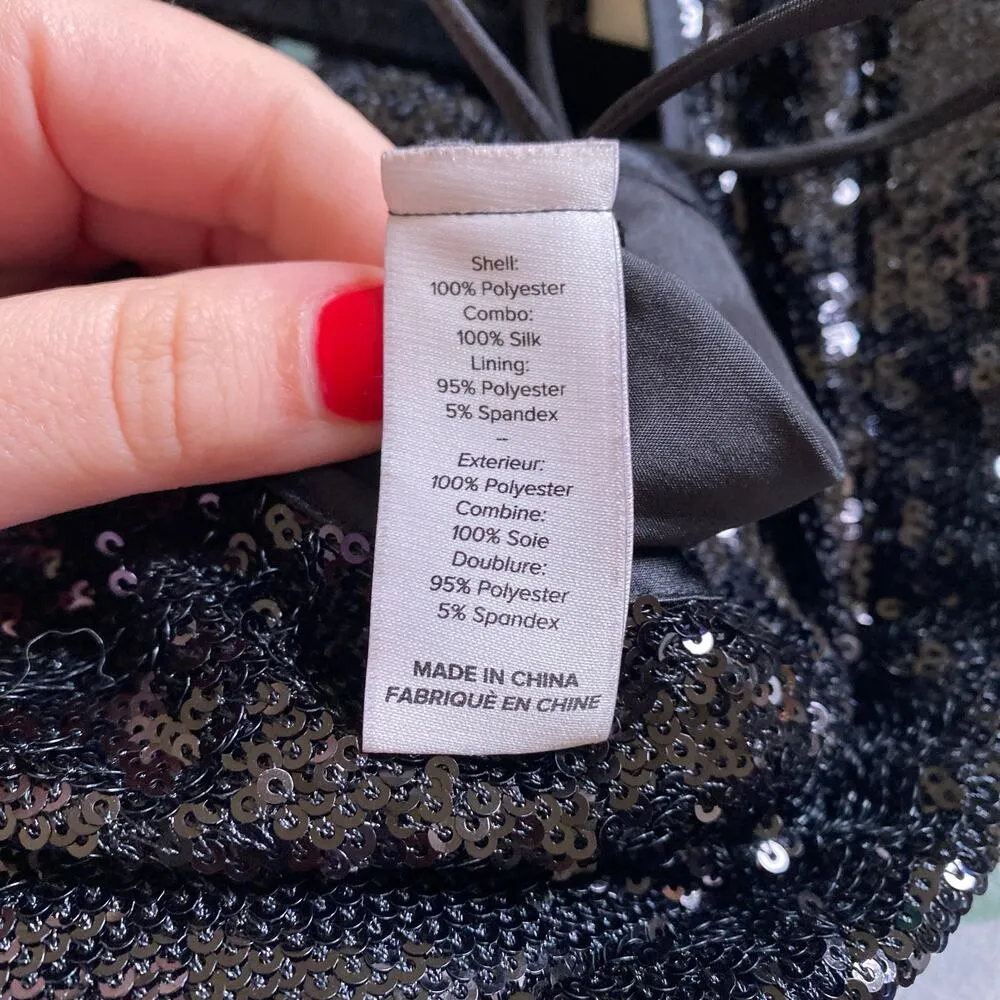 Shell:
100% Polyester
Combo:
100% Silk
Lining:
95% Polyester
5% Spandex
–
Exterieur:
100% Polyester
Combine:
100% Soie
Doublure:
95% Polyester
5% Spandex
MADE IN CHINA
FABRIQUÈ EN CHINE